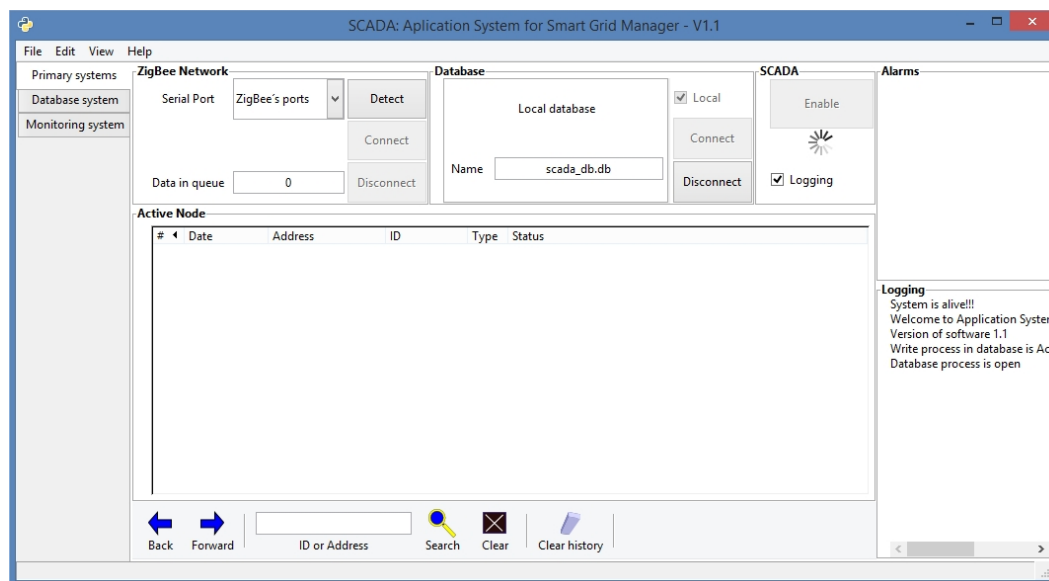 SCADA: Aplication System for Smart Grid Manager - V1.1
File Edit View Help
Primary systems
Database system
Monitoring system
ZigBee Network
Serial Port ZigBee´s ports Detect
Connect
Data in queue 0 Disconnect
Database
Local database
Local
Connect
Name scada_db.db
Disconnect
SCADA
Enable
Logging
Alarms
Active Node
# Date Address ID Type Status
Logging
System is alive!!!
Welcome to Application Syster
Version of software 1.1
Write process in database is Ac
Database process is open
Back Forward ID or Address Search Clear Clear history